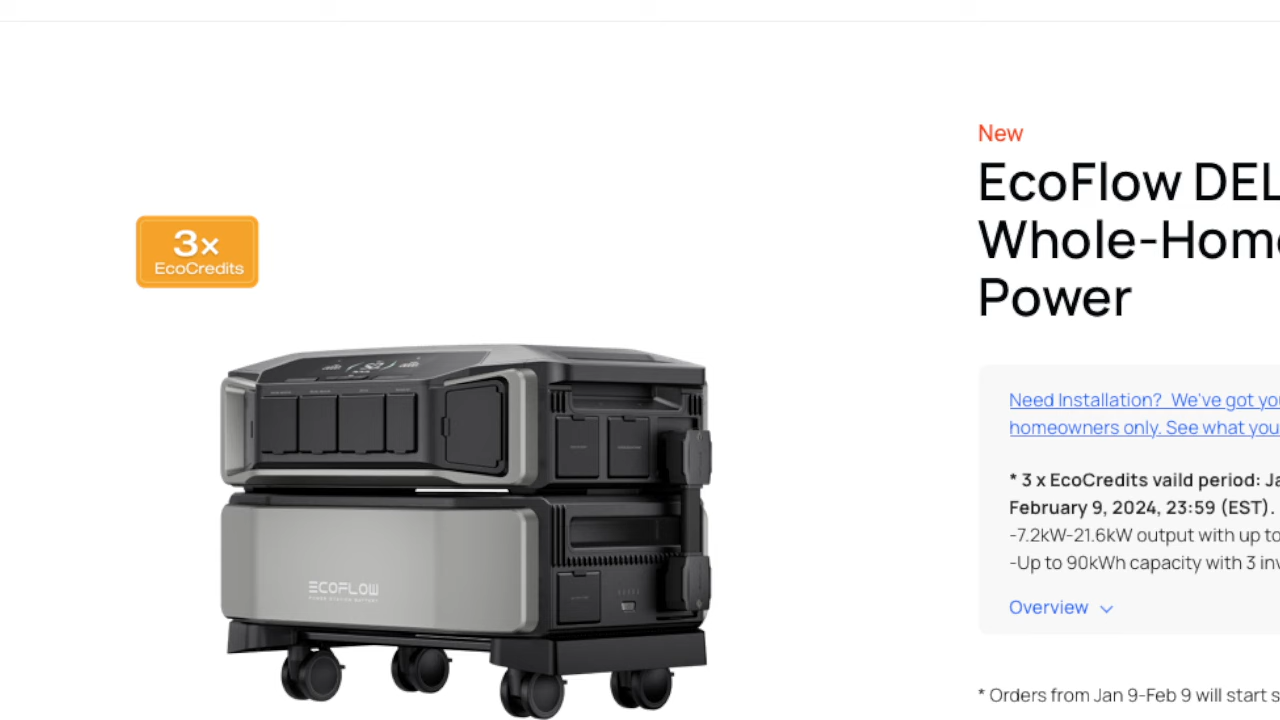 New
EcoFlow DEL
Whole-Home
Power
3x
EcoCredits
Need Installation? We've got yo
homeowners only. See what you
* 3 x EcoCredits vaild period: Ja
February 9, 2024, 23:59 (EST).
-7.2kW-21.6kW output with up to
-Up to 90kWh capacity with 3 inv
Overview
* Orders from Jan 9-Feb 9 will start s
ECOFLOW